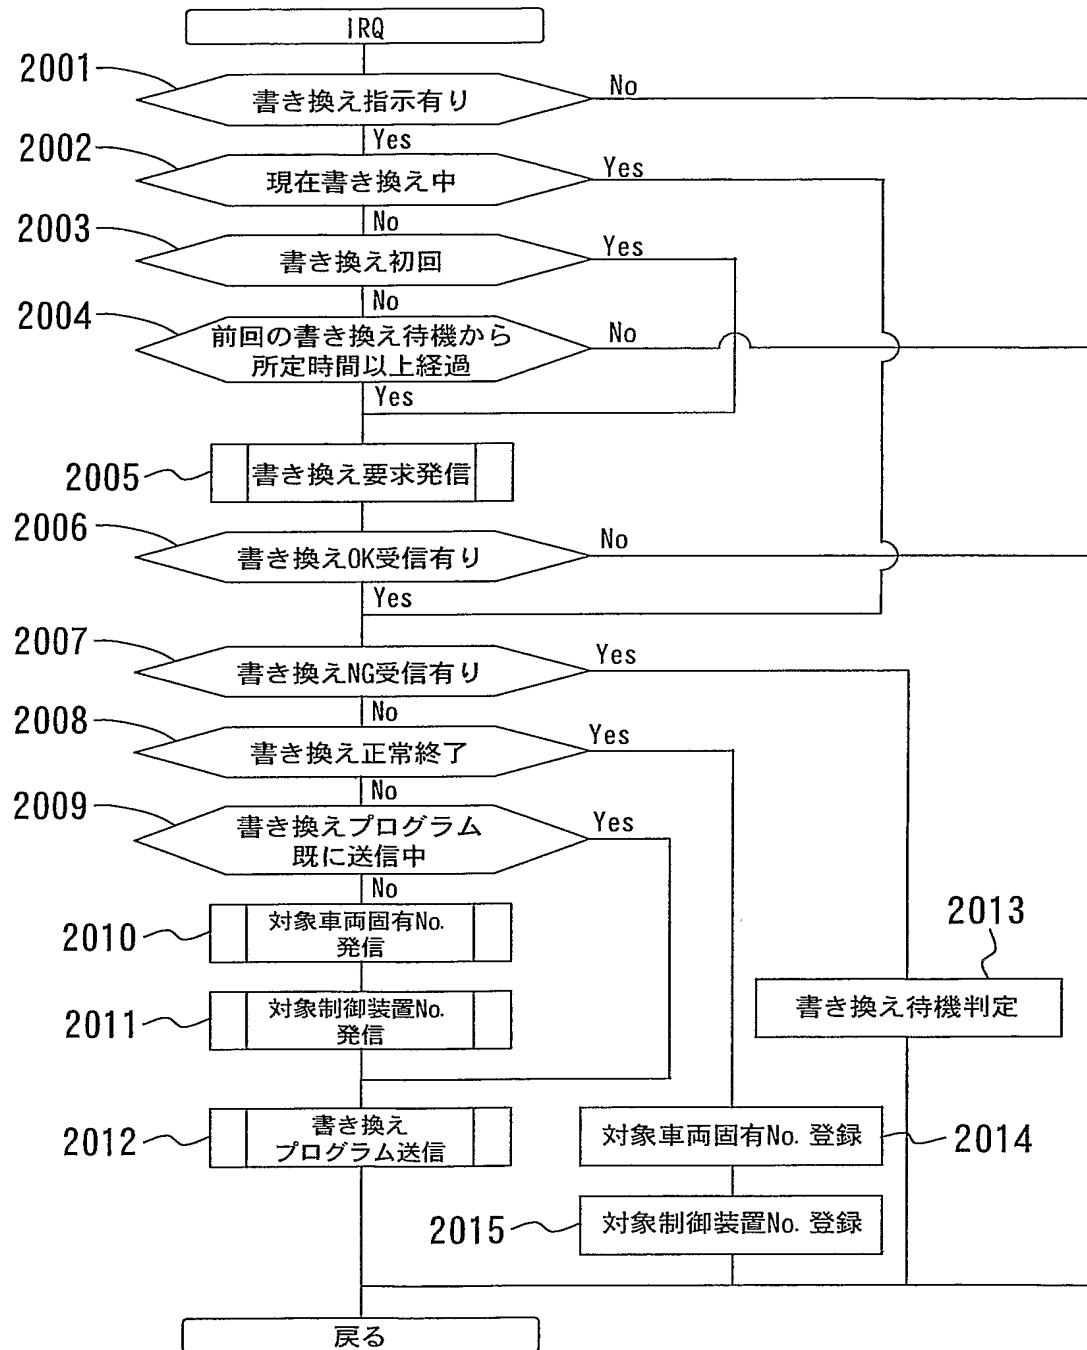 IRQ
2001
書き換え指示有り
No
Yes
2002
現在書き換え中
Yes
No
2003
書き換え初回
Yes
No
2004
前回の書き換え待機から
所定時間以上経過
No
Yes
2005
書き換え要求発信
2006
書き換えOK受信有り
No
Yes
2007
書き換えNG受信有り
Yes
No
2008
書き換え正常終了
Yes
No
2009
書き換えプログラム
既に送信中
Yes
No
2010
対象車両固有No.
発信
2013
書き換え待機判定
2011
対象制御装置No.
発信
2012
書き換え
プログラム送信
対象車両固有No. 登録
2014
2015
対象制御装置No. 登録
戻る